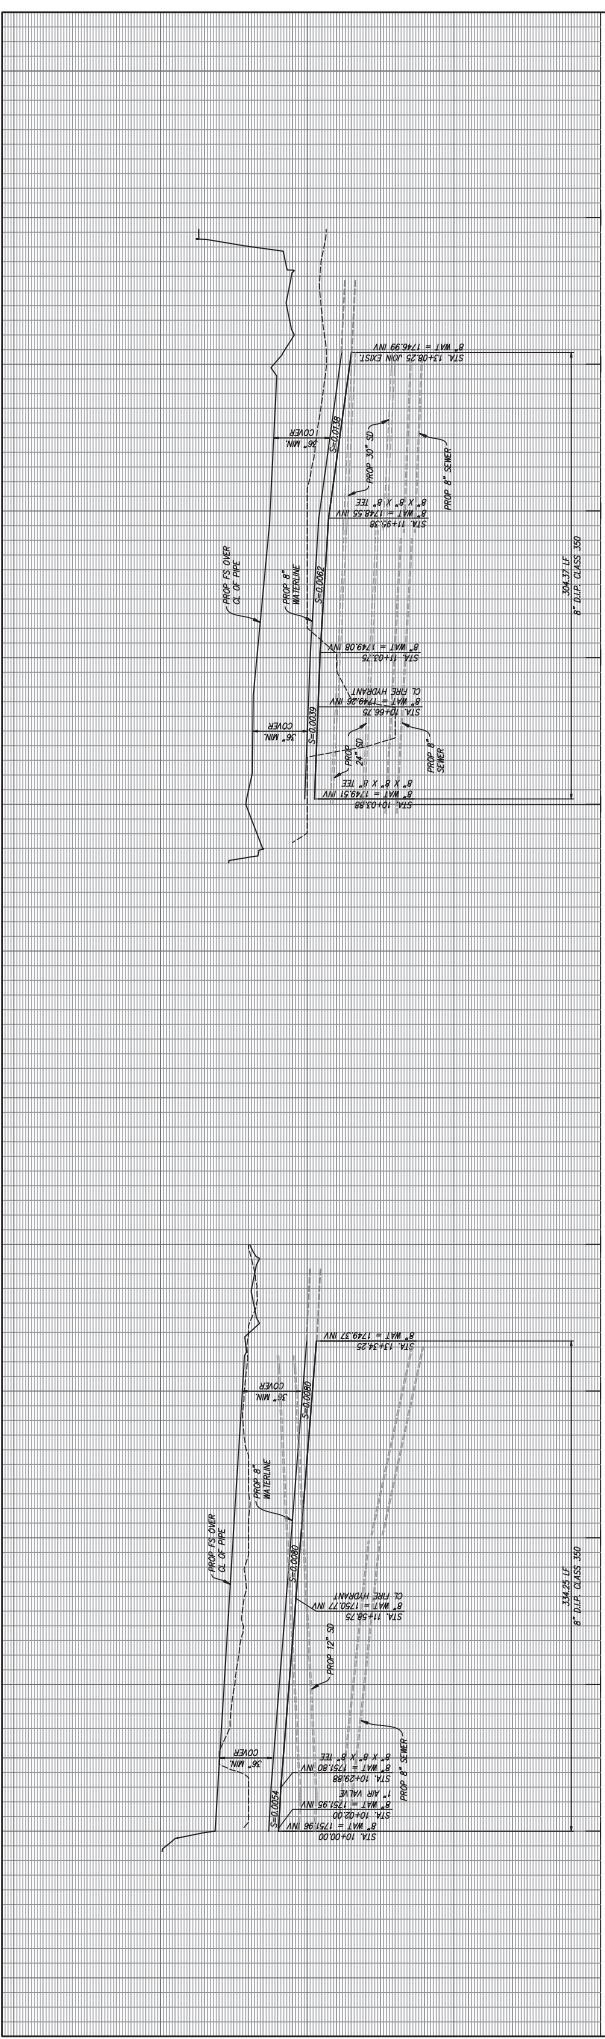 PROP FS OVER
CL OF PIPE
36" MIN.
COVER
36" MIN.
COVER
PROP 8"
WATERLINE
S=0.0039
S=0.0062
S=0.0138
PROP
24" SD
PROP 30" SD
PROP 8"
SEWER
PROP 8" SEWER
STA. 10+03.88
8" WAT = 1749.51 INV
8" X 8" X 8" TEE
STA. 10+66.75
8" WAT = 1749.26 INV
CL FIRE HYDRANT
STA. 11+03.75
8" WAT = 1749.08 INV
STA. 11+95.38
8" WAT = 1748.55 INV
8" X 8" X 8" TEE
STA. 13+08.25 JOIN EXIST.
8" WAT = 1746.99 INV
304.37 LF
8" D.I.P. CLASS 350
PROP FS OVER
CL OF PIPE
36" MIN.
COVER
36" MIN.
COVER
PROP 8"
WATERLINE
S=0.0054
S=0.0080
S=0.0080
PROP 12" SD
PROP 8" SEWER
STA. 10+00.00
8" WAT = 1751.96 INV
STA. 10+02.00
8" WAT = 1751.95 INV
1" AIR VALVE
STA. 10+29.88
8" WAT = 1751.80 INV
8" X 8" X 8" TEE
STA. 11+58.75
8" WAT = 1750.77 INV
CL FIRE HYDRANT
STA. 13+34.25
8" WAT = 1749.37 INV
334.25 LF
8" D.I.P. CLASS 350